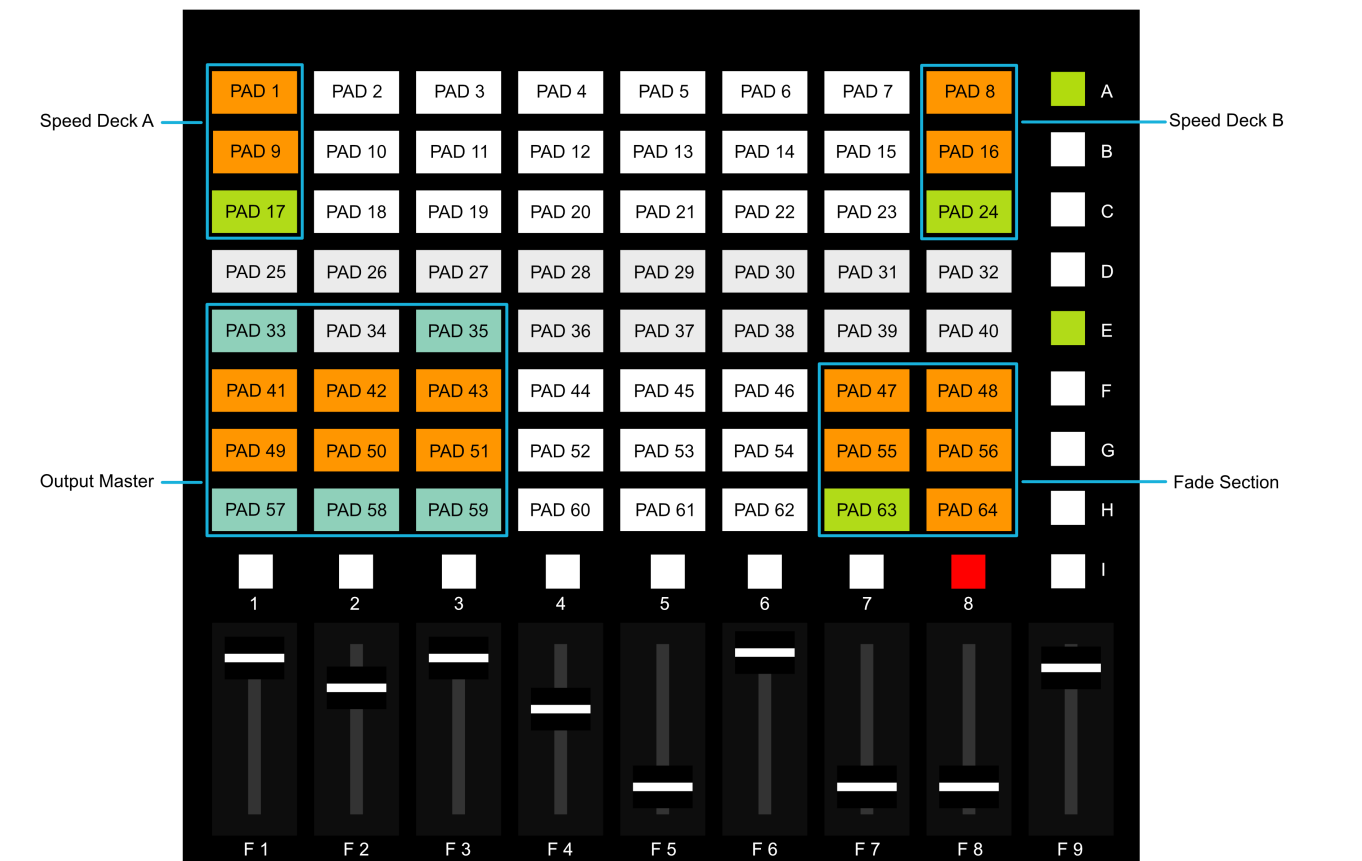 PAD 1 PAD 2 PAD 3 PAD 4 PAD 5 PAD 6 PAD 7 PAD 8 A
Speed Deck A
Speed Deck B
PAD 9 PAD 10 PAD 11 PAD 12 PAD 13 PAD 14 PAD 15 PAD 16 B
PAD 17 PAD 18 PAD 19 PAD 20 PAD 21 PAD 22 PAD 23 PAD 24 C
PAD 25 PAD 26 PAD 27 PAD 28 PAD 29 PAD 30 PAD 31 PAD 32 D
PAD 33 PAD 34 PAD 35 PAD 36 PAD 37 PAD 38 PAD 39 PAD 40 E
PAD 41 PAD 42 PAD 43 PAD 44 PAD 45 PAD 46 PAD 47 PAD 48 F
PAD 49 PAD 50 PAD 51 PAD 52 PAD 53 PAD 54 PAD 55 PAD 56 G
Output Master
Fade Section
PAD 57 PAD 58 PAD 59 PAD 60 PAD 61 PAD 62 PAD 63 PAD 64 H
I
1 2 3 4 5 6 7 8
F 1 F 2 F 3 F 4 F 5 F 6 F 7 F 8 F 9